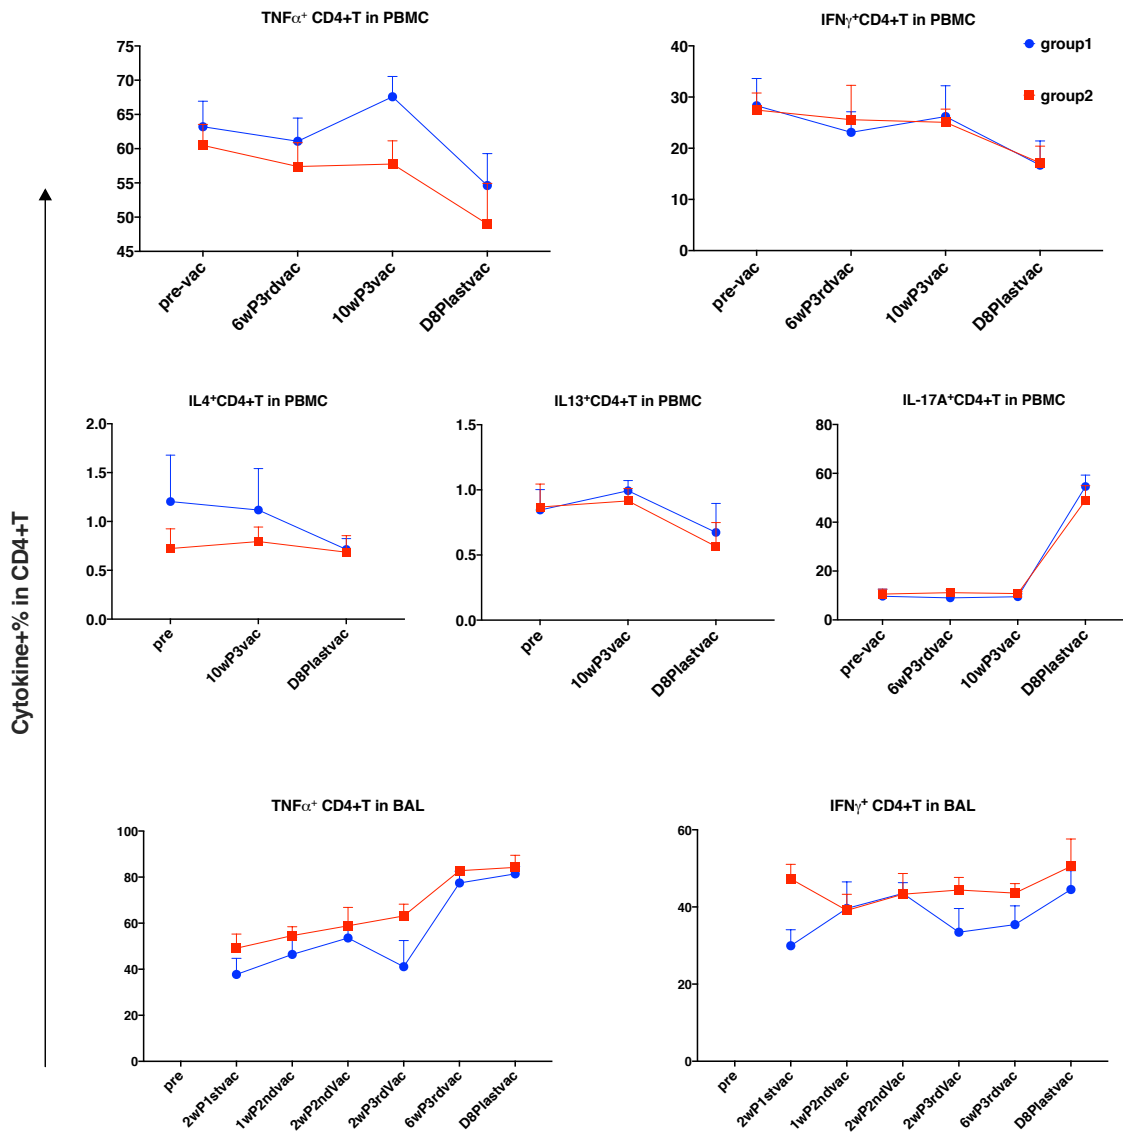 TNFα⁺ CD4+T in PBMC
75
70
65
60
55
50
45
pre-vac
6wP3rdvac
10wP3vac
D8Plastvac
IFNγ⁺CD4+T in PBMC
40
30
20
10
0
pre-vac
6wP3rdvac
10wP3vac
D8Plastvac
group1
group2
Cytokine+% in CD4+T
IL4⁺CD4+T in PBMC
2.0
1.5
1.0
0.5
0.0
pre
10wP3vac
D8Plastvac
IL13⁺CD4+T in PBMC
1.5
1.0
0.5
0.0
pre
10wP3vac
D8Plastvac
IL-17A⁺CD4+T in PBMC
80
60
40
20
0
pre-vac
6wP3rdvac
10wP3vac
D8Plastvac
TNFα⁺ CD4+T in BAL
100
80
60
40
20
0
pre
2wP1stvac
1wP2ndvac
2wP2ndVac
2wP3rdVac
6wP3rdvac
D8Plastvac
IFNγ⁺ CD4+T in BAL
60
40
20
0
pre
2wP1stvac
1wP2ndvac
2wP2ndVac
2wP3rdVac
6wP3rdvac
D8Plastvac